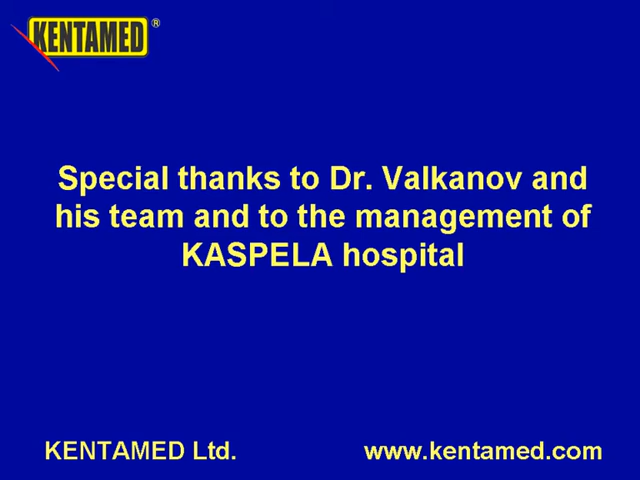 KENTAMED ®
Special thanks to Dr. Valkanov and
his team and to the management of
KASPELA hospital
KENTAMED Ltd.
www.kentamed.com